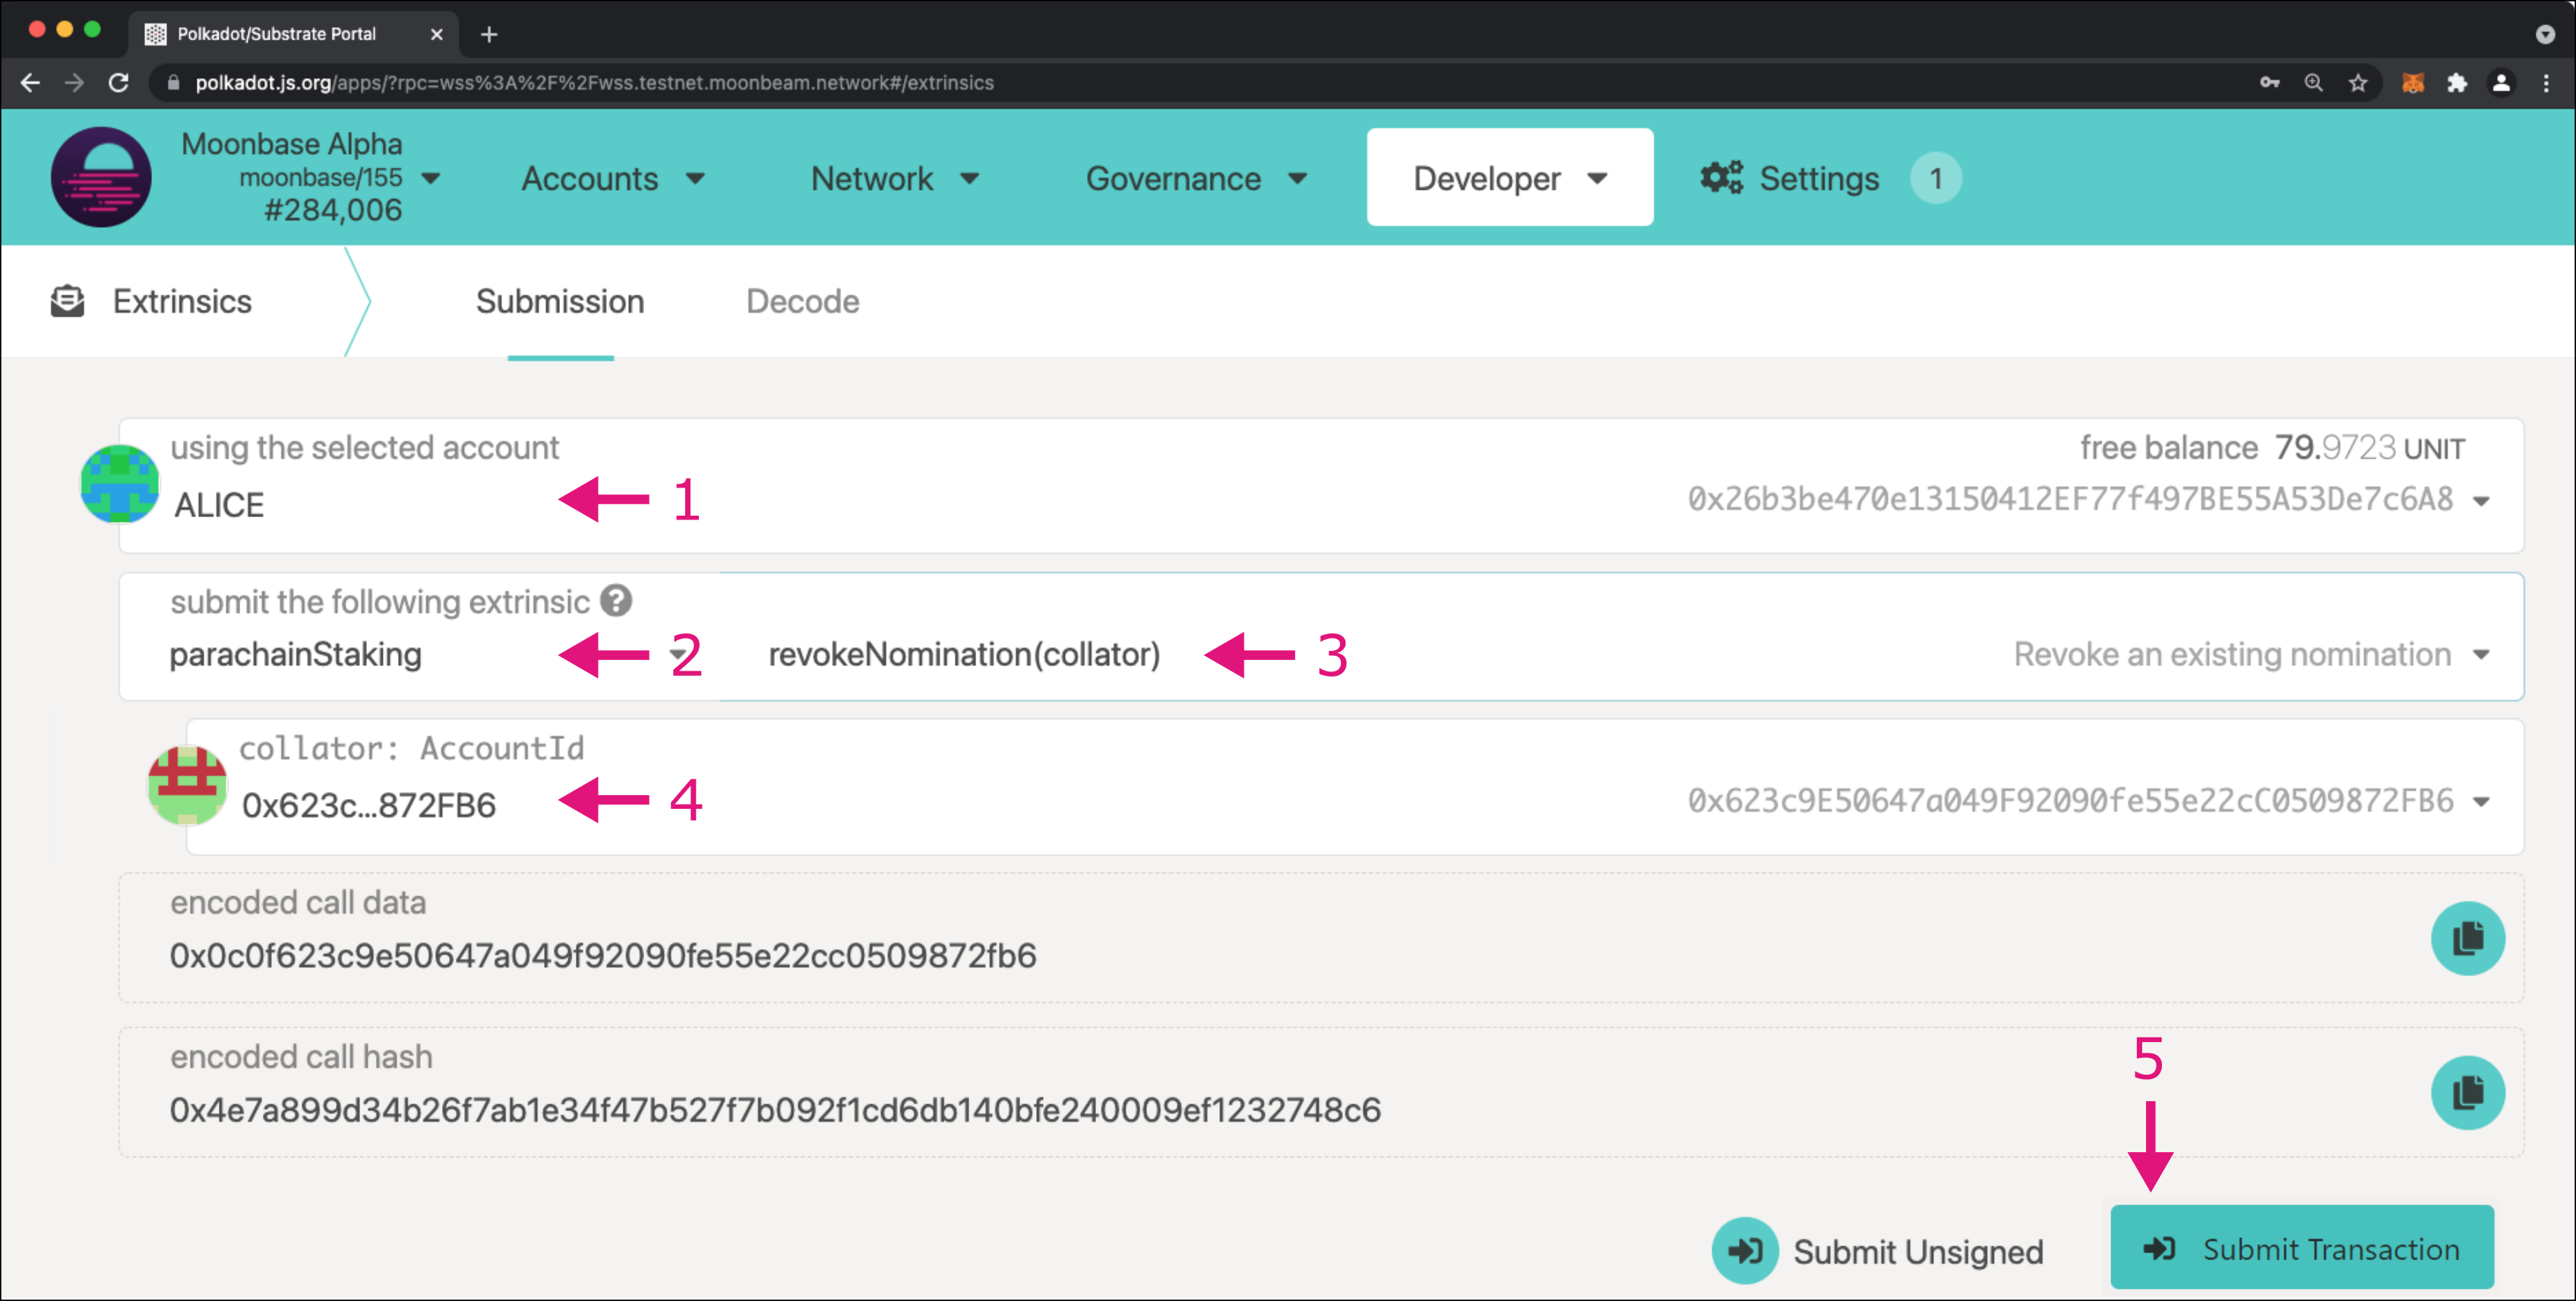 Polkadot/Substrate Portal
polkadot.js.org/apps/?rpc=wss%3A%2F%2Fwss.testnet.moonbeam.network#/extrinsics
Moonbase Alpha
moonbase/155
#284,006
Accounts
Network
Governance
Developer
Settings
1
Extrinsics
Submission
Decode
using the selected account
free balance 79.9723 UNIT
ALICE
1
0x26b3be470e13150412EF77f497BE55A53De7c6A8
submit the following extrinsic ?
parachainStaking
2
revokeNomination(collator)
3
Revoke an existing nomination
collator: AccountId
0x623c...872FB6
4
0x623c9E50647a049F92090fe55e22cC0509872FB6
encoded call data
0x0c0f623c9e50647a049f92090fe55e22cc0509872fb6
encoded call hash
0x4e7a899d34b26f7ab1e34f47b527f7b092f1cd6db140bfe240009ef1232748c6
5
Submit Unsigned
Submit Transaction